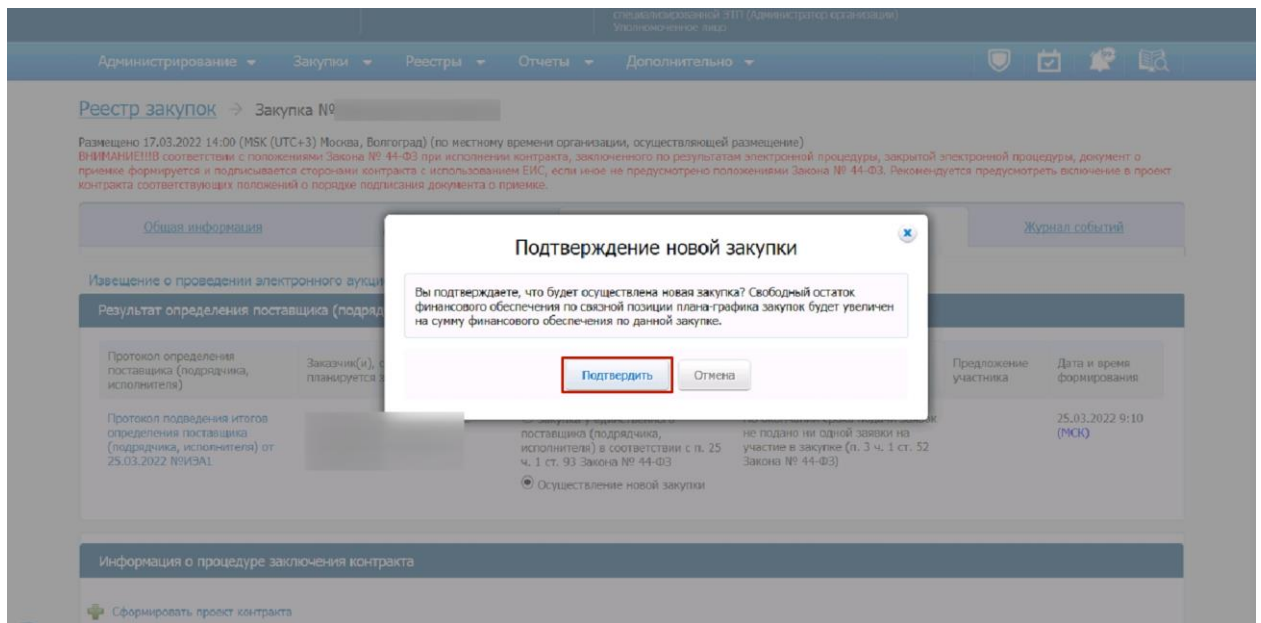 специализированной ЭТП (Администратор организации)
Уполномоченное лицо
Администрирование Закупки Реестры Отчеты Дополнительно
Реестр закупок → Закупка №
Размещено 17.03.2022 14:00 (MSK (UTC+3) Москва, Волгоград) (по местному времени организации, осуществляющей размещение)
ВНИМАНИЕ!!!В соответствии с положениями Закона № 44-ФЗ при исполнении контракта, заключенного по результатам электронной процедуры, закрытой электронной процедуры, документ о
приемке формируется и подписывается сторонами контракта с использованием ЕИС, если иное не предусмотрено положениями Закона № 44-ФЗ. Рекомендуется предусмотреть включение в проект
контракта соответствующих положений о порядке подписания документа о приемке.
Общая информация
Журнал событий
Подтверждение новой закупки
Вы подтверждаете, что будет осуществлена новая закупка? Свободный остаток
финансового обеспечения по связной позиции плана-графика закупок будет увеличен
на сумму финансового обеспечения по данной закупке.
Подтвердить Отмена
Извещение о проведении электронного аукци
Результат определения поставщика (подряд
Протокол определения
поставщика (подрядчика,
исполнителя)
Заказчик(и), с
планируется з
Предложение
участника
Дата и время
формирования
Протокол подведения итогов
определения поставщика
(подрядчика, исполнителя) от
25.03.2022 №ИЭА1
поставщика (подрядчика,
исполнителя) в соответствии с п. 25
ч. 1 ст. 93 Закона № 44-ФЗ
Осуществление новой закупки
не подано ни одной заявки на
участие в закупке (п. 3 ч. 1 ст. 52
Закона № 44-ФЗ)
25.03.2022 9:10
(МСК)
Информация о процедуре заключения контракта
Сформировать проект контракта